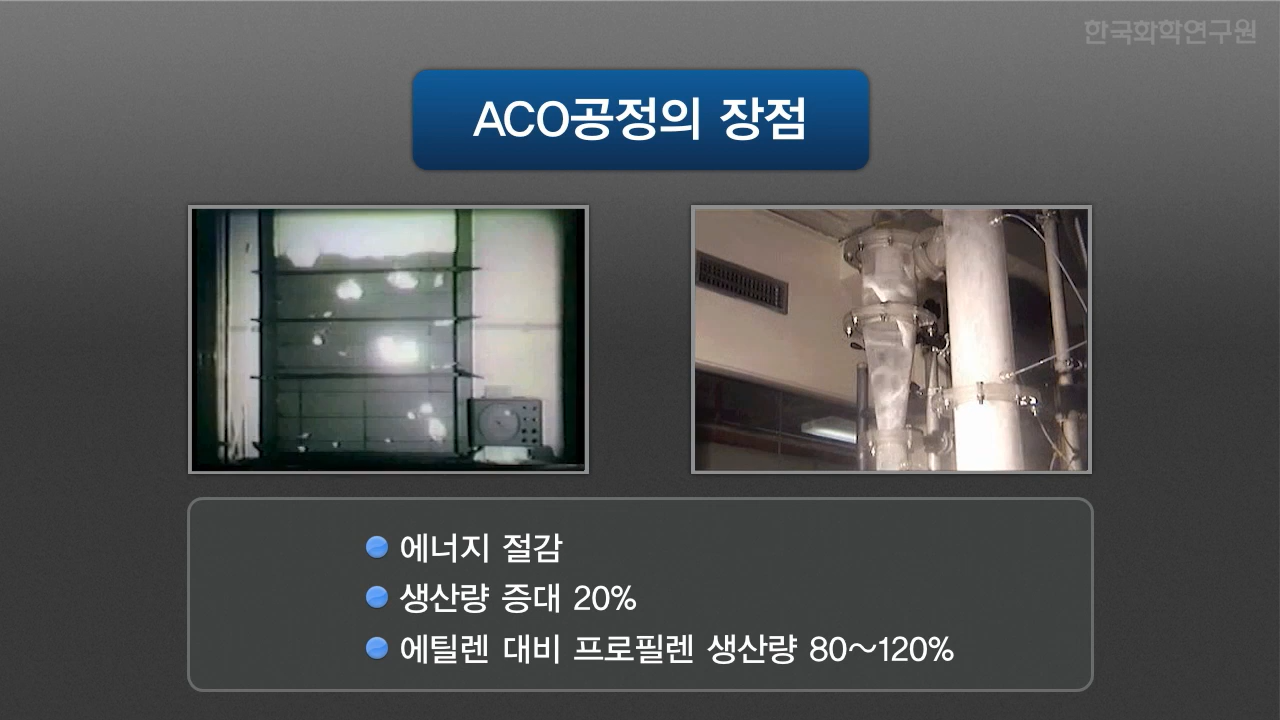 한국화학연구원
ACO공정의 장점
에너지 절감
생산량 증대 20%
에틸렌 대비 프로필렌 생산량 80~120%